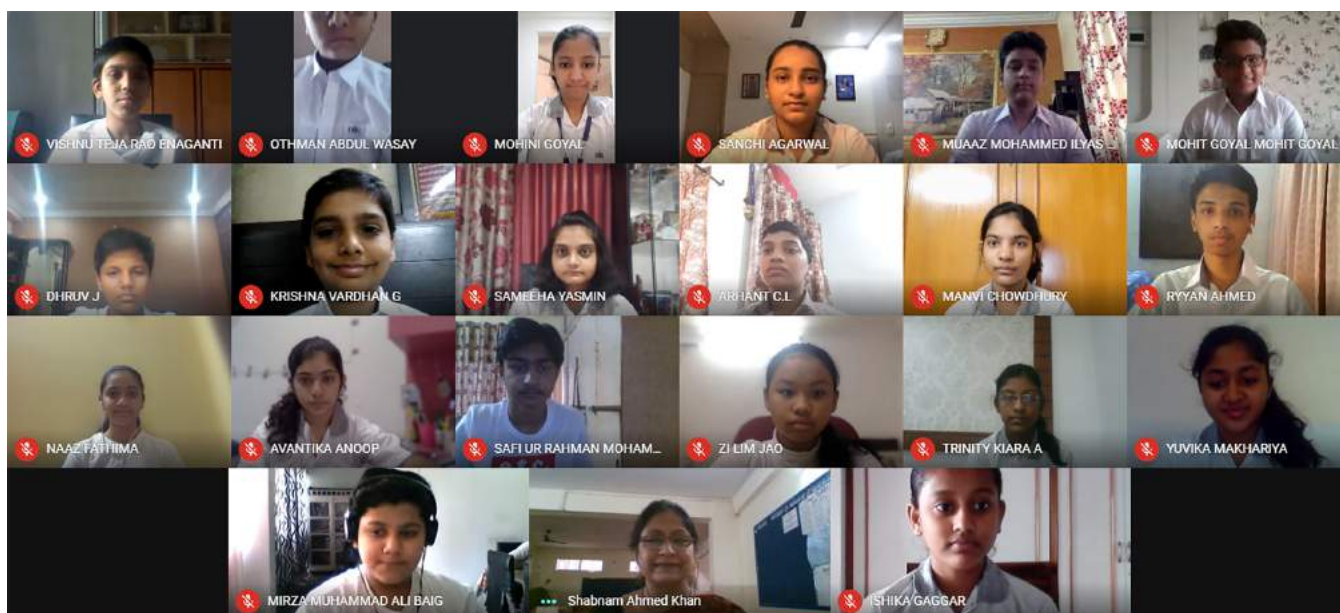 VISHNU TEJA RAO ENAGANTI
OTHMAN ABDUL WASAY
MOHINI GOYAL
SANCHI AGARWAL
MUAAZ MOHAMMED ILYAS ...
MOHIT GOYAL MOHIT GOYAL
DHRUV J
KRISHNA VARDHAN G
SAMEEHA YASMIN
ARHANT C.L
MANVI CHOWDHURY
RYYAN AHMED
NAAZ FATHIMA
AVANTIKA ANOOP
SAFI UR RAHMAN MOHAM...
ZI LIM JAO
TRINITY KIARA A
YUVIKA MAKHARIYA
MIRZA MUHAMMAD ALI BAIG
Shabnam Ahmed Khan
ISHIKA GAGGAR